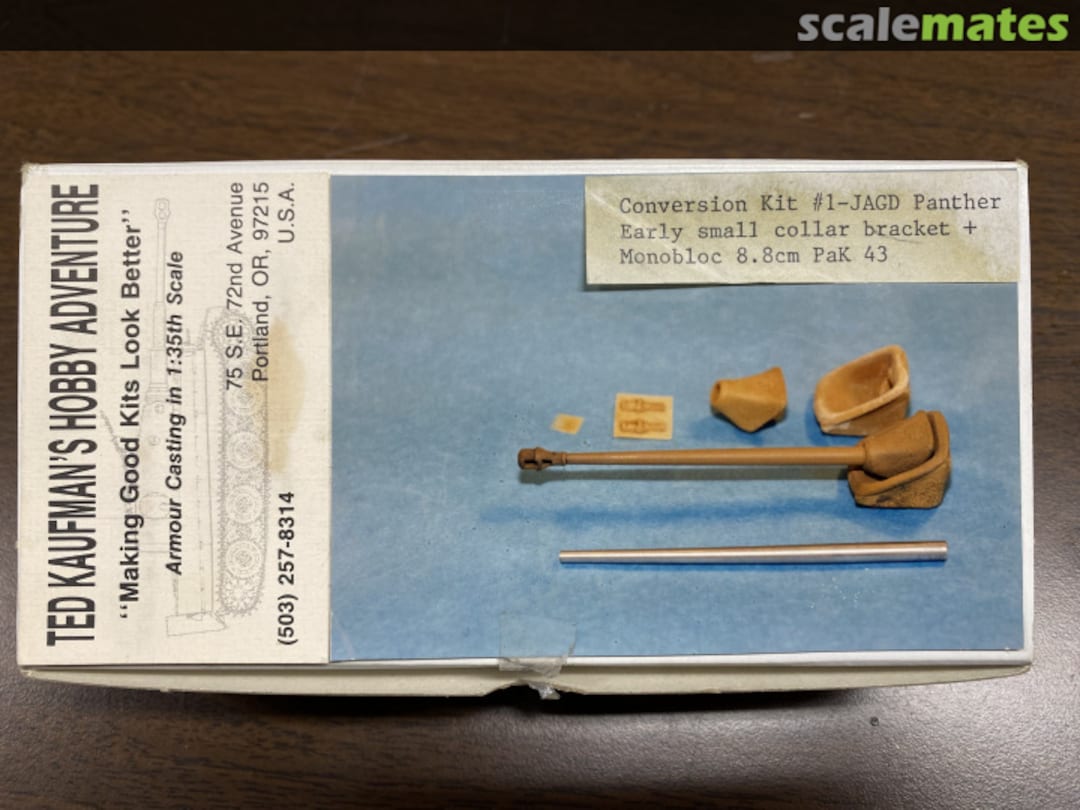 scalemates
TED KAUFMAN'S HOBBY ADVENTURE
"Making Good Kits Look Better"
Armour Casting in 1:35th Scale
75 S.E. 72nd Avenue
Portland, OR, 97215
U.S.A.
(503) 257-8314
Conversion Kit #1-JAGD Panther
Early small collar bracket +
Monobloc 8.8cm PaK 43